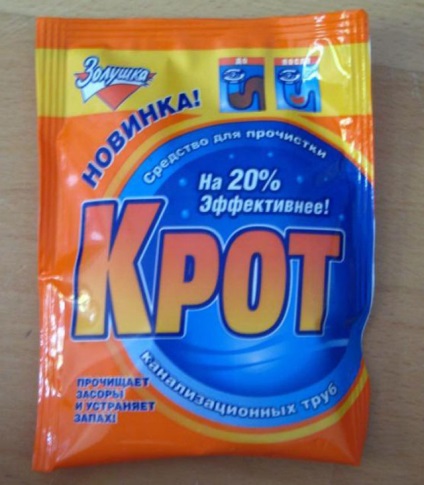 Золушка
до
после
НОВИНКА!
Средство для прочистки
На 20%
Эффективнее!
КРОТ
канализационных труб
ПРОЧИЩАЕТ
ЗАСОРЫ
И УСТРАНЯЕТ
ЗАПАХ!